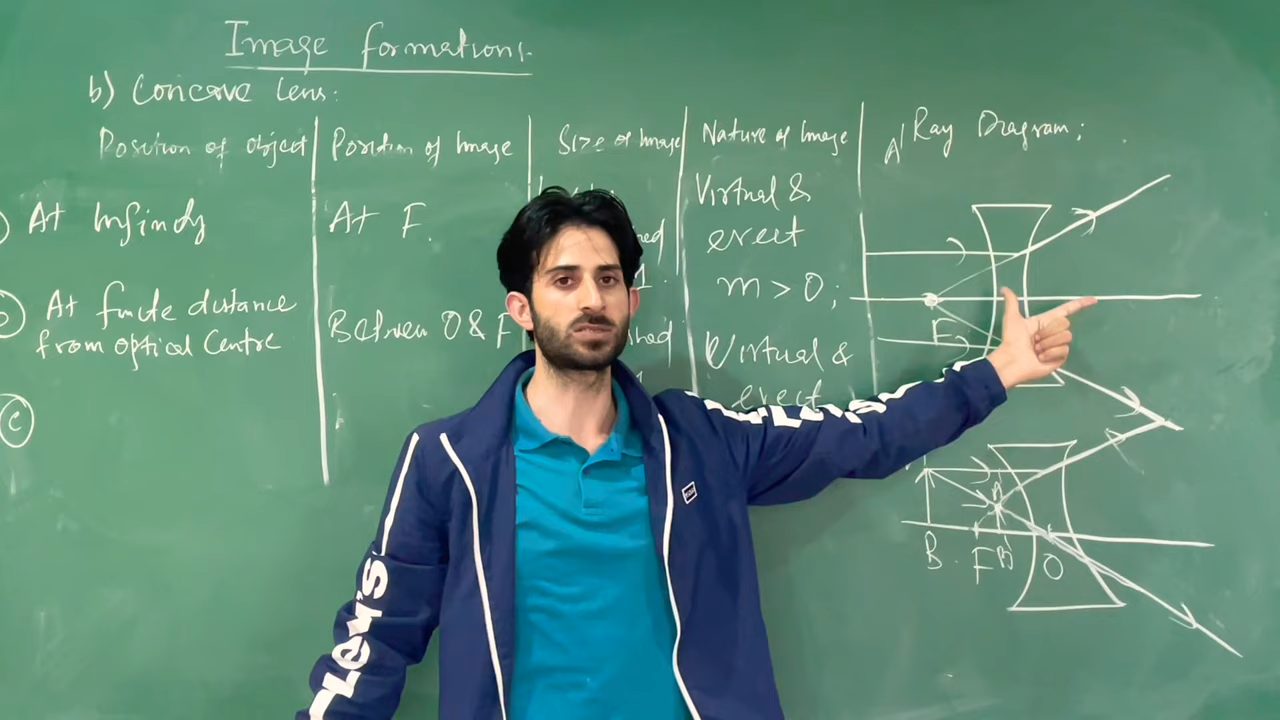 Image formations.
b) Concave lens:
Position of object
Position of Image
Size of Image
Nature of Image
Ray Diagram;
At Infinity
At F.
Virtual &
erect
m > 0;
At finite distance
from optical Centre
Between O & F
Virtual &
erect
C
F
B F B' O
LEVI'S